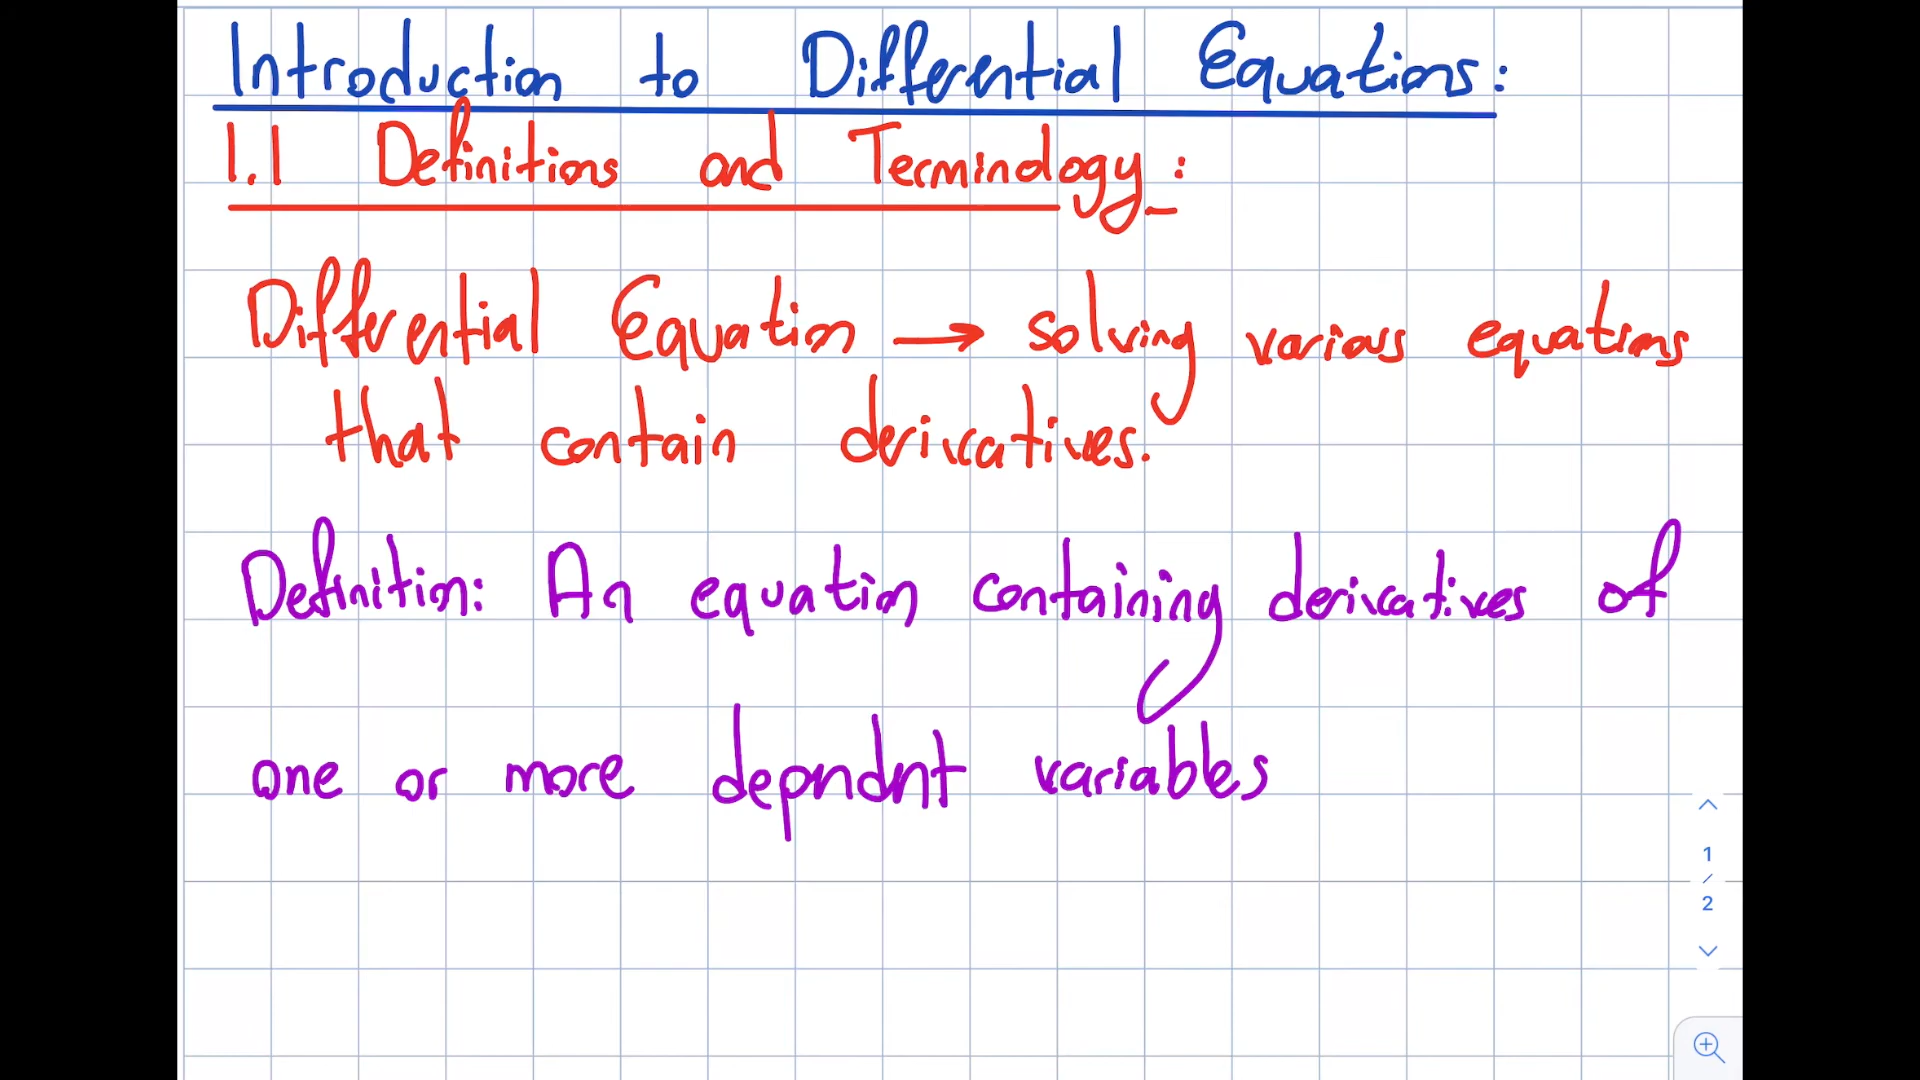 Introduction to Differential Equations:
1.1 Definitions and Terminology:
Differential Equation → solving various equations
that contain derivatives.
Definition: An equation containing derivatives of
one or more depndnt variables
1
/
2